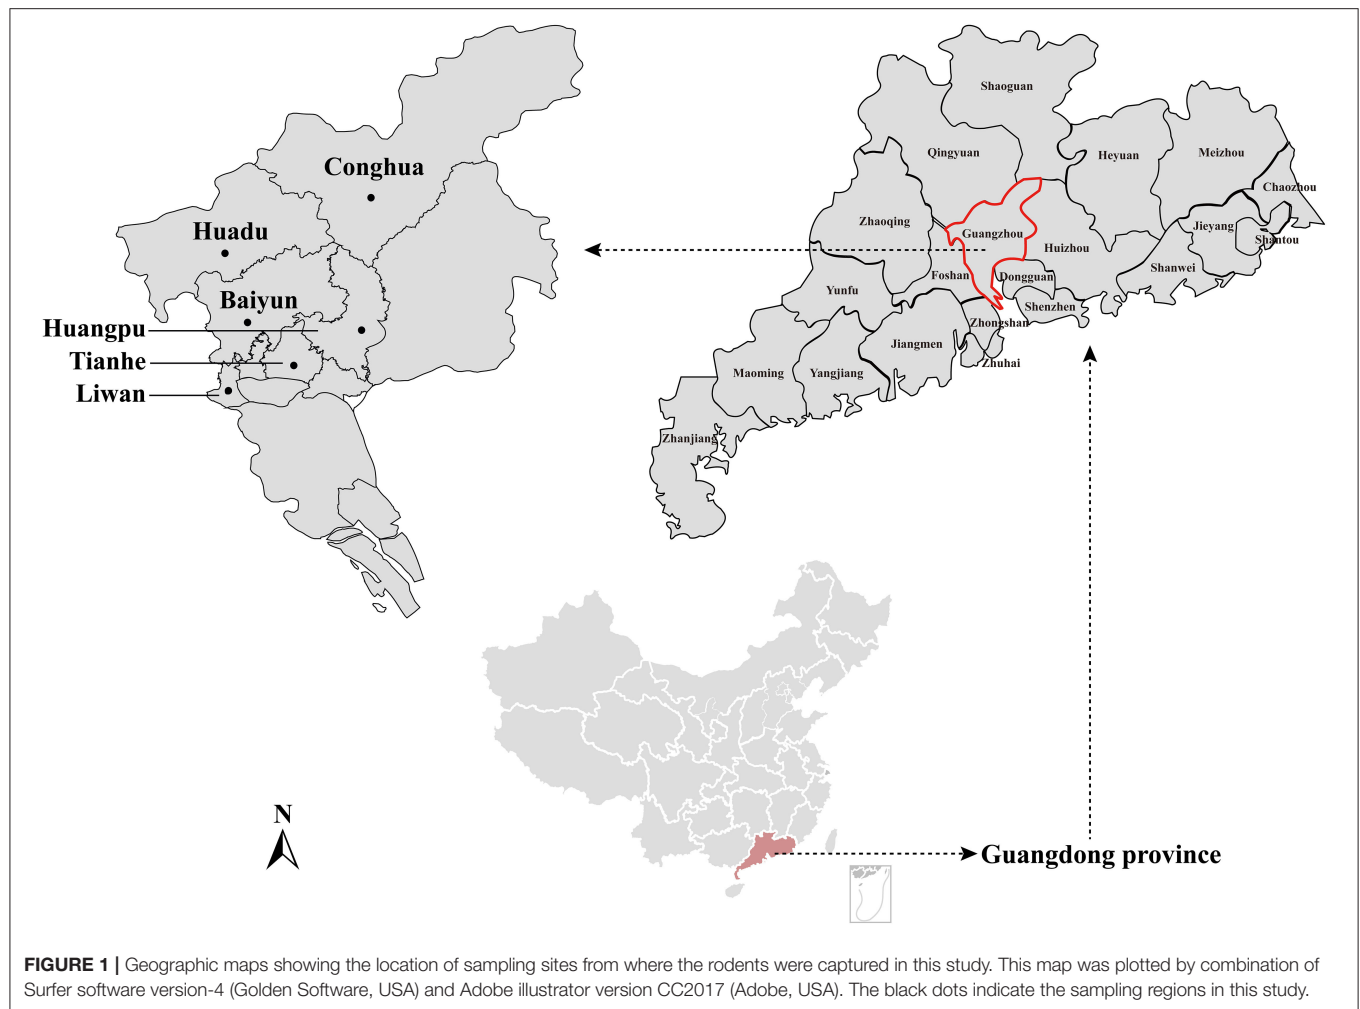 Conghua
Huadu
Baiyun
Huangpu
Tianhe
Liwan
Shaoguan
Qingyuan
Heyuan
Meizhou
Chaozhou
Zhaoqing
Guangzhou
Huizhou
Jieyang
Shantou
Foshan
Dongguan
Shanwei
Yunfu
Shenzhen
Zhongshan
Jiangmen
Zhuhai
Maoming
Yangjiang
Zhanjiang
N
Guangdong province
FIGURE 1 | Geographic maps showing the location of sampling sites from where the rodents were captured in this study. This map was plotted by combination of
Surfer software version-4 (Golden Software, USA) and Adobe illustrator version CC2017 (Adobe, USA). The black dots indicate the sampling regions in this study.